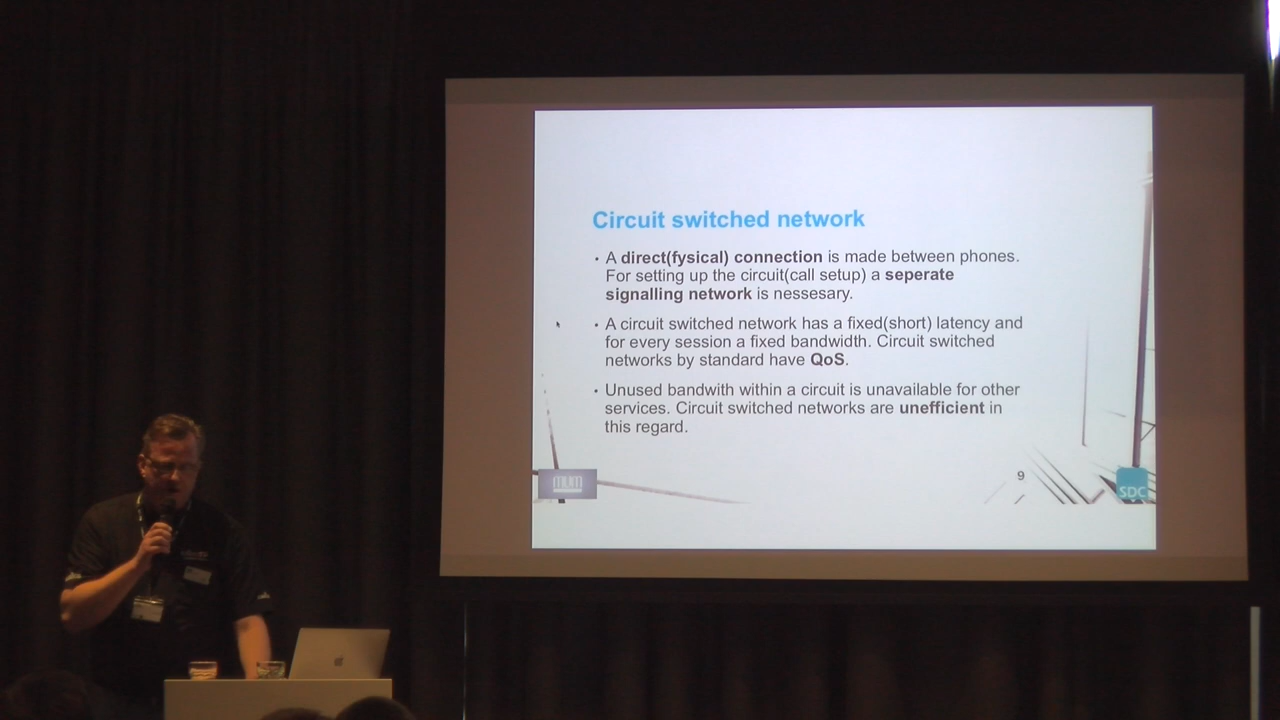 Circuit switched network
• A direct(fysical) connection is made between phones.
For setting up the circuit(call setup) a seperate
signalling network is nessesary.
• A circuit switched network has a fixed(short) latency and
for every session a fixed bandwidth. Circuit switched
networks by standard have QoS.
• Unused bandwith within a circuit is unavailable for other
services. Circuit switched networks are unefficient in
this regard.
9
mum
SDC